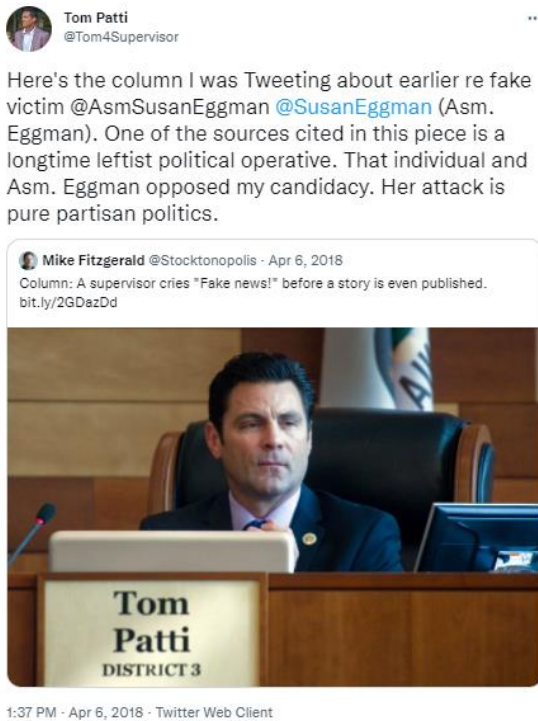 Tom Patti
@Tom4Supervisor
Here's the column I was Tweeting about earlier re fake
victim @AsmSusanEggman @SusanEggman (Asm.
Eggman). One of the sources cited in this piece is a
longtime leftist political operative. That individual and
Asm. Eggman opposed my candidacy. Her attack is
pure partisan politics.
Mike Fitzgerald @Stocktonopolis · Apr 6, 2018
Column: A supervisor cries "Fake news!" before a story is even published.
bit.ly/2GDazDd
Tom
Patti
DISTRICT 3
1:37 PM · Apr 6, 2018 · Twitter Web Client